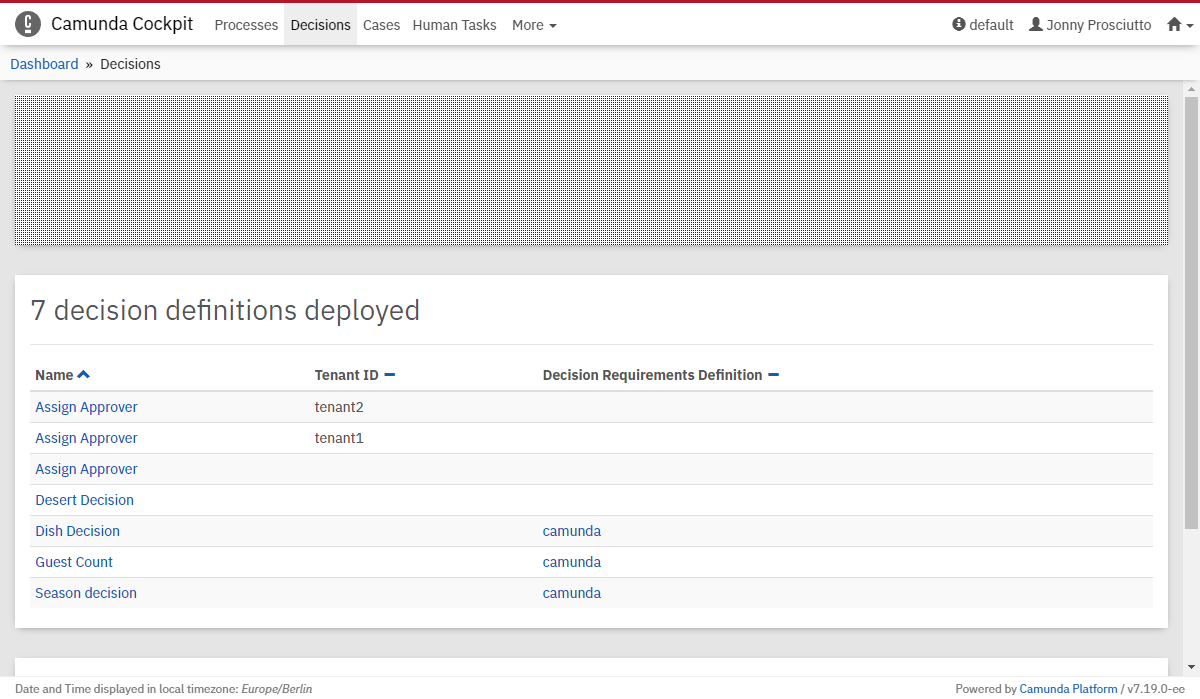 Camunda Cockpit Processes Decisions Cases Human Tasks More default Jonny Prosciutto
Dashboard » Decisions
7 decision definitions deployed
Name Tenant ID Decision Requirements Definition
Assign Approver tenant2
Assign Approver tenant1
Assign Approver
Desert Decision
Dish Decision camunda
Guest Count camunda
Season decision camunda
Date and Time displayed in local timezone: Europe/Berlin Powered by Camunda Platform / v7.19.0-ee